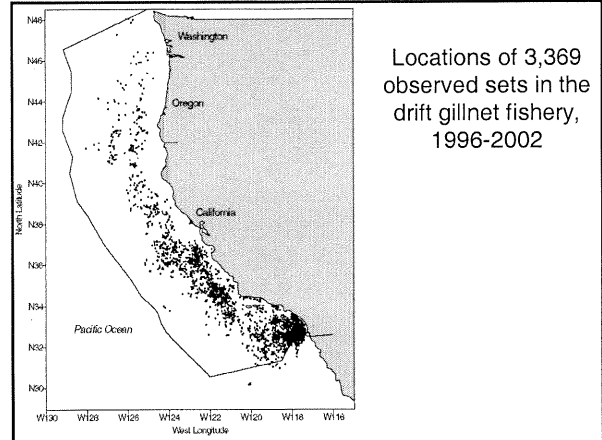 Locations of 3,369
observed sets in the
drift gillnet fishery,
1996-2002
N48
N46
N44
N42
N40
N38
N36
N34
N32
N30
North Latitude
Washington
Oregon
California
Pacific Ocean
W130 W128 W126 W124 W122 W120 W118 W116
West Longitude